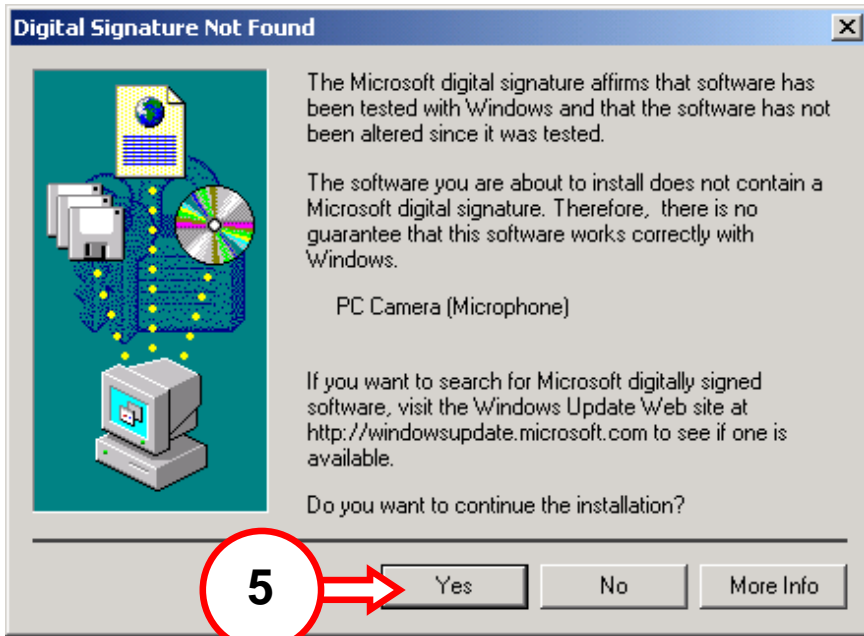 Digital Signature Not Found
The Microsoft digital signature affirms that software has
been tested with Windows and that the software has not
been altered since it was tested.
The software you are about to install does not contain a
Microsoft digital signature. Therefore,  there is no
guarantee that this software works correctly with
Windows.
PC Camera (Microphone)
If you want to search for Microsoft digitally signed
software, visit the Windows Update Web site at
http://windowsupdate.microsoft.com to see if one is
available.
Do you want to continue the installation?
5 Yes No More Info